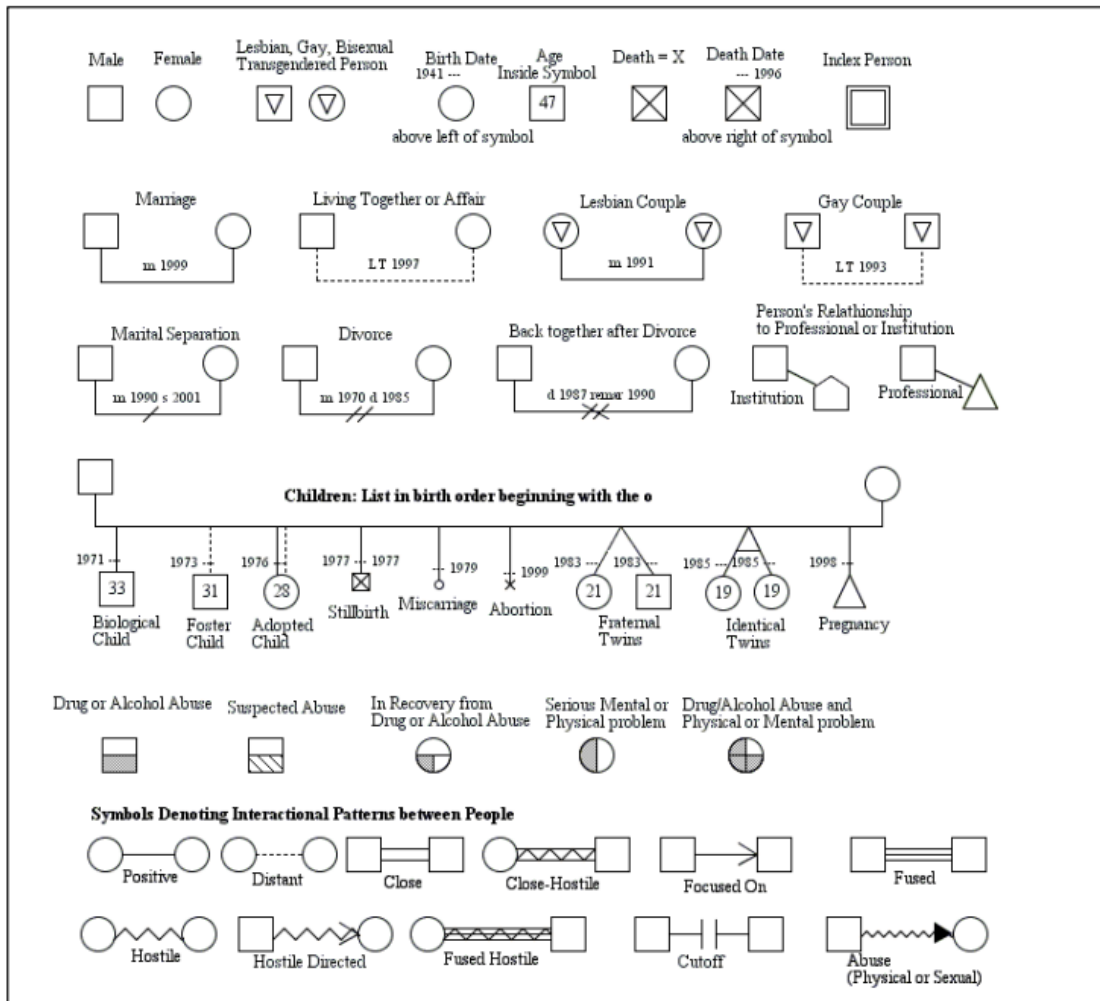 Male
Female
Lesbian, Gay, Bisexual
Transgendered Person
Birth Date
1941 ---
above left of symbol
Age
Inside Symbol
47
Death = X
Death Date
--- 1996
above right of symbol
Index Person
Marriage
m 1999
Living Together or Affair
LT 1997
Lesbian Couple
m 1991
Gay Couple
LT 1993
Marital Separation
m 1990 s 2001
Divorce
m 1970 d 1985
Back together after Divorce
d 1987 remar 1990
Person's Relathionship
to Professional or Institution
Institution
Professional
Children: List in birth order beginning with the o
1971 ---
33
Biological
Child
1973 ---
31
Foster
Child
1976 ---
28
Adopted
Child
1977 --- --- 1977
Stillbirth
--- 1979
Miscarriage
--- 1999
Abortion
1983 --- 1983 ---
21 21
Fraternal
Twins
1985 --- 1985 ---
19 19
Identical
Twins
1998 ---
Pregnancy
Drug or Alcohol Abuse
Suspected Abuse
In Recovery from
Drug or Alcohol Abuse
Serious Mental or
Physical problem
Drug/Alcohol Abuse and
Physical or Mental problem
Symbols Denoting Interactional Patterns between People
Positive
Distant
Close
Close-Hostile
Focused On
Fused
Hostile
Hostile Directed
Fused Hostile
Cutoff
Abuse
(Physical or Sexual)